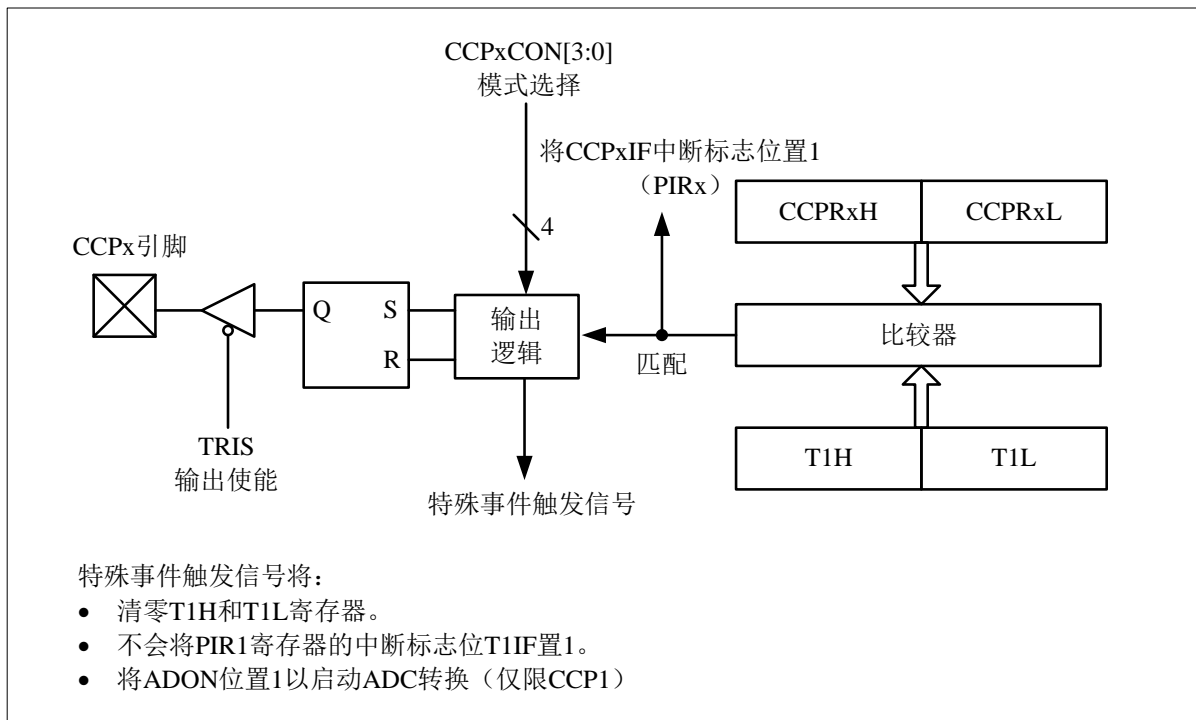 CCPxCON[3:0]
模式选择
将CCPxIF中断标志位置1
（PIRx）
4
CCPRxH
CCPRxL
CCPx引脚
Q
S
R
输出
逻辑
匹配
比较器
TRIS
输出使能
T1H
T1L
特殊事件触发信号
特殊事件触发信号将：
• 清零T1H和T1L寄存器。
• 不会将PIR1寄存器的中断标志位T1IF置1。
• 将ADON位置1以启动ADC转换（仅限CCP1）